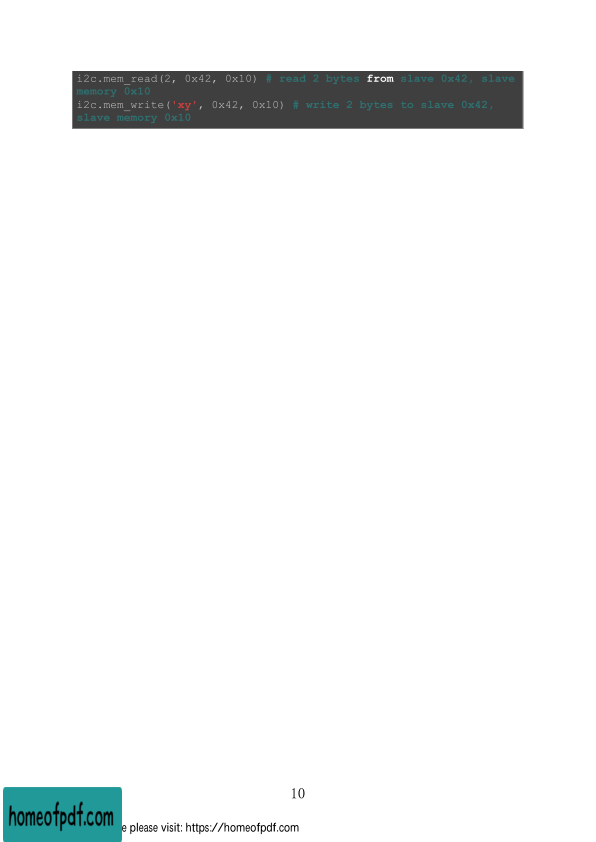 i2c.mem_read(2, 0x42, 0x10) # read 2 bytes from slave 0x42, slave
memory 0x10
i2c.mem_write('xy', 0x42, 0x10) # write 2 bytes to slave 0x42,
slave memory 0x10
10
homeofpdf.com
e please visit: https://homeofpdf.com